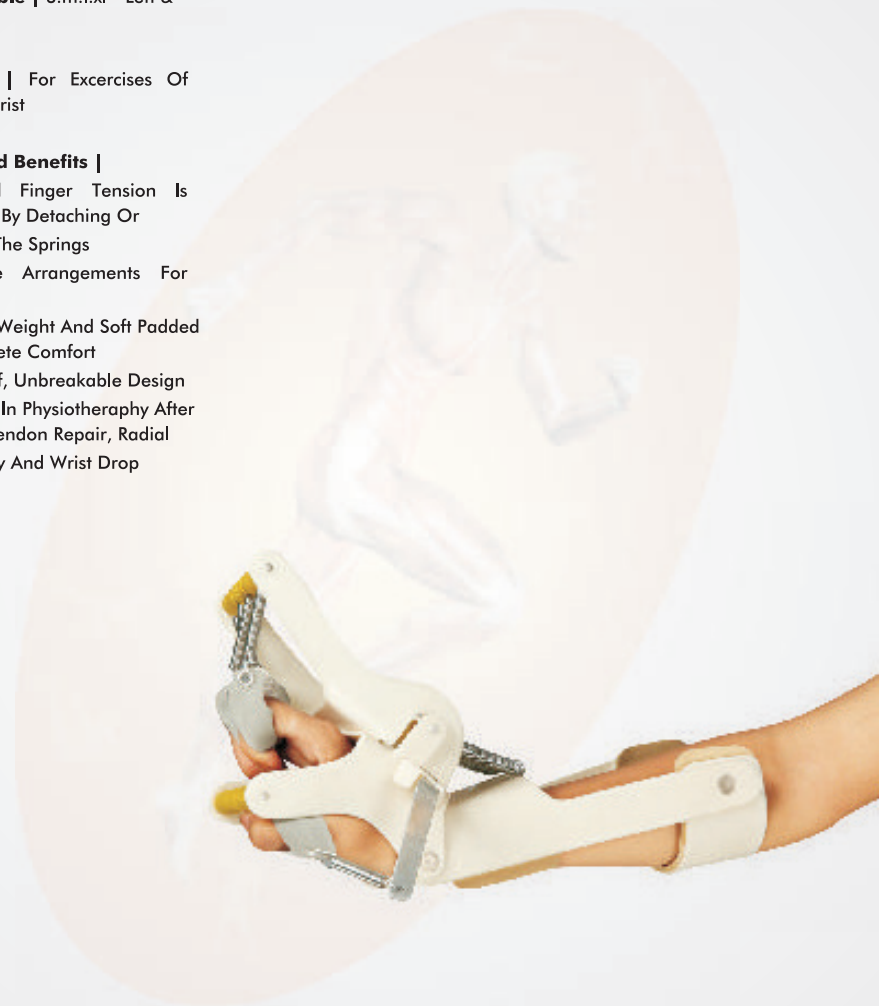 | For Excercises Of
rist
d Benefits |
Finger Tension Is
By Detaching Or
The Springs
e Arrangements For
Weight And Soft Padded
ete Comfort
f, Unbreakable Design
In Physiotheraphy After
endon Repair, Radial
y And Wrist Drop